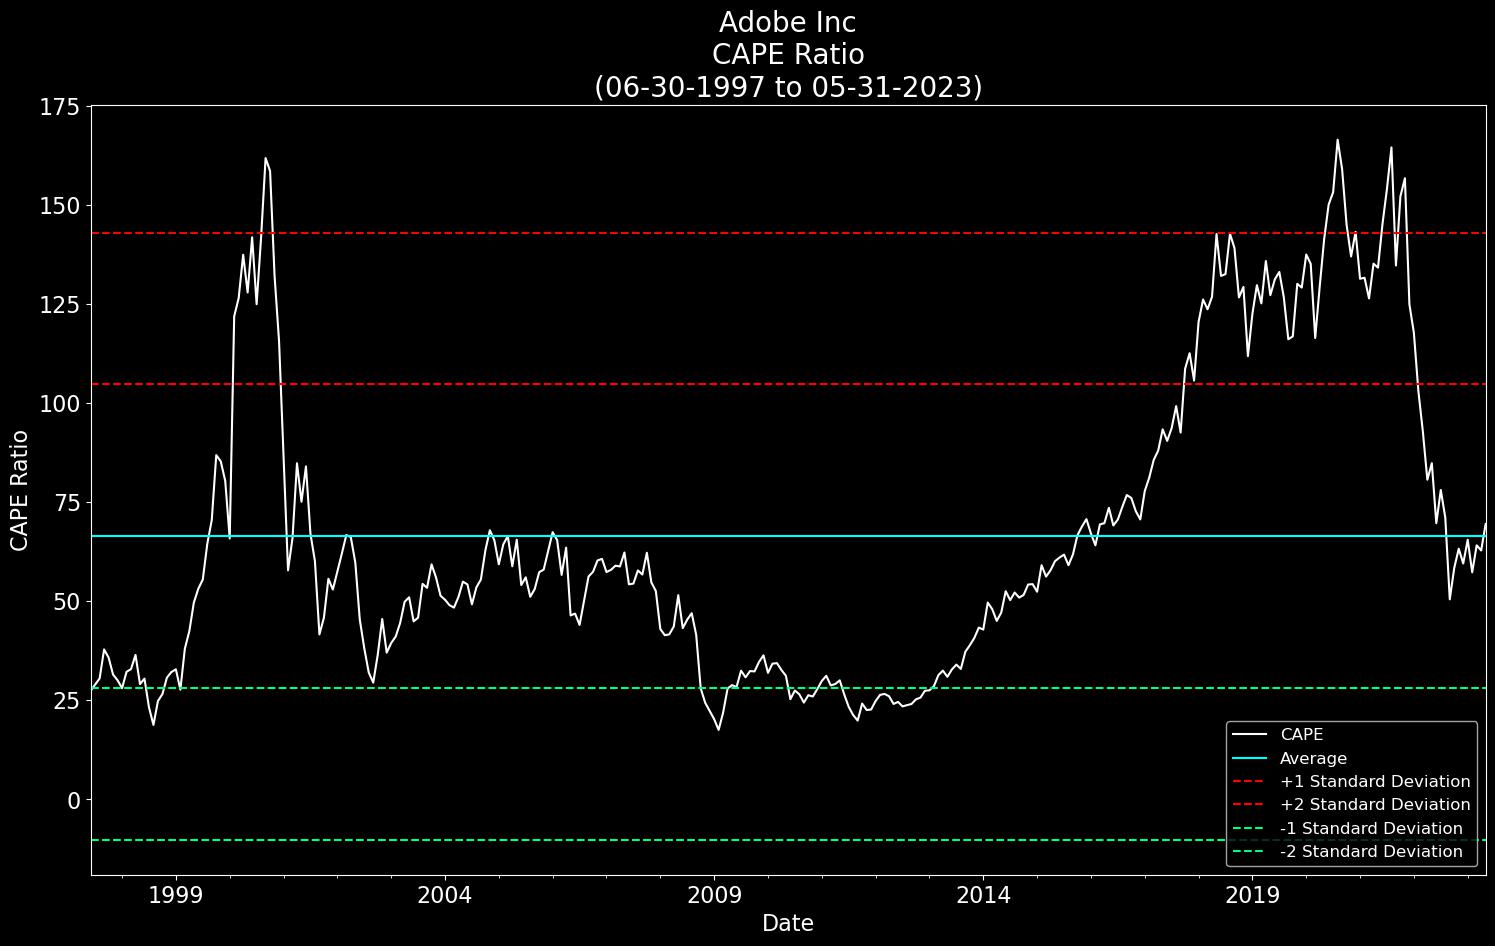 Adobe Inc
CAPE Ratio
(06-30-1997 to 05-31-2023)
175
150
125
100
75
50
25
0
CAPE Ratio
CAPE
Average
+1 Standard Deviation
+2 Standard Deviation
-1 Standard Deviation
-2 Standard Deviation
1999 2004 2009 2014 2019
Date